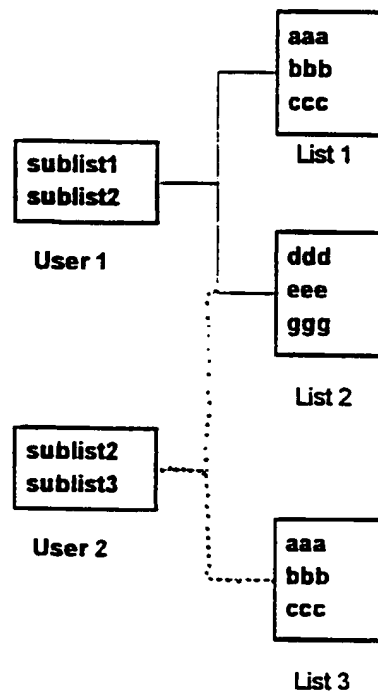 aaa
bbb
ccc
List 1
sublist1
sublist2
User 1
ddd
eee
ggg
List 2
sublist2
sublist3
User 2
aaa
bbb
ccc
List 3